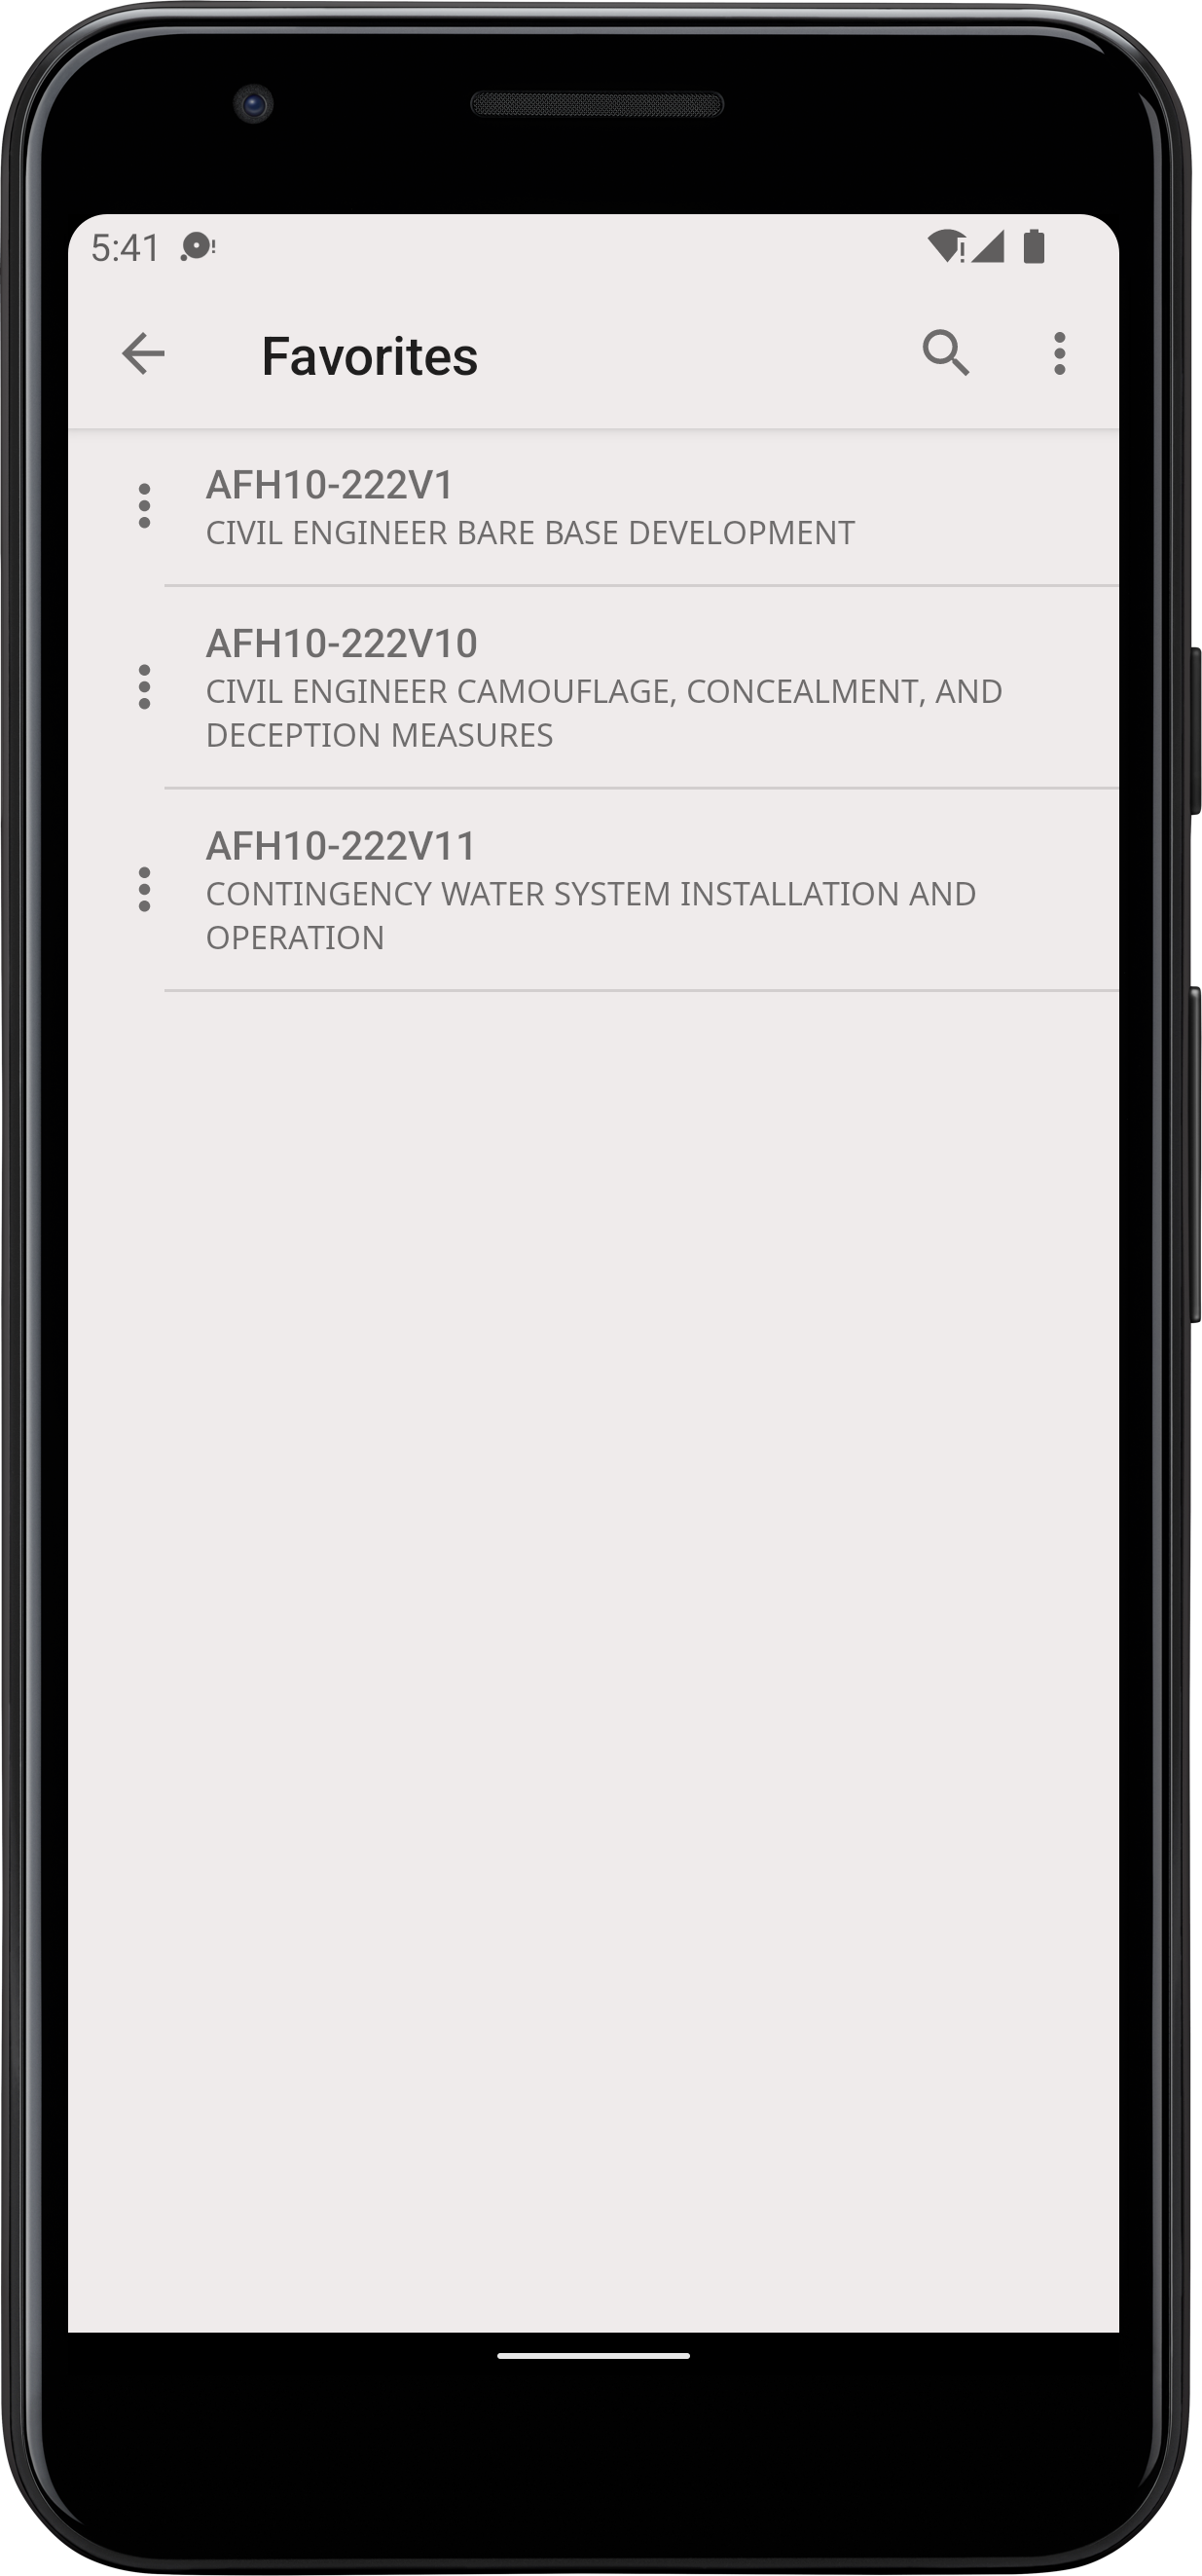 5:41
Favorites
AFH10-222V1
CIVIL ENGINEER BARE BASE DEVELOPMENT
AFH10-222V10
CIVIL ENGINEER CAMOUFLAGE, CONCEALMENT, AND
DECEPTION MEASURES
AFH10-222V11
CONTINGENCY WATER SYSTEM INSTALLATION AND
OPERATION